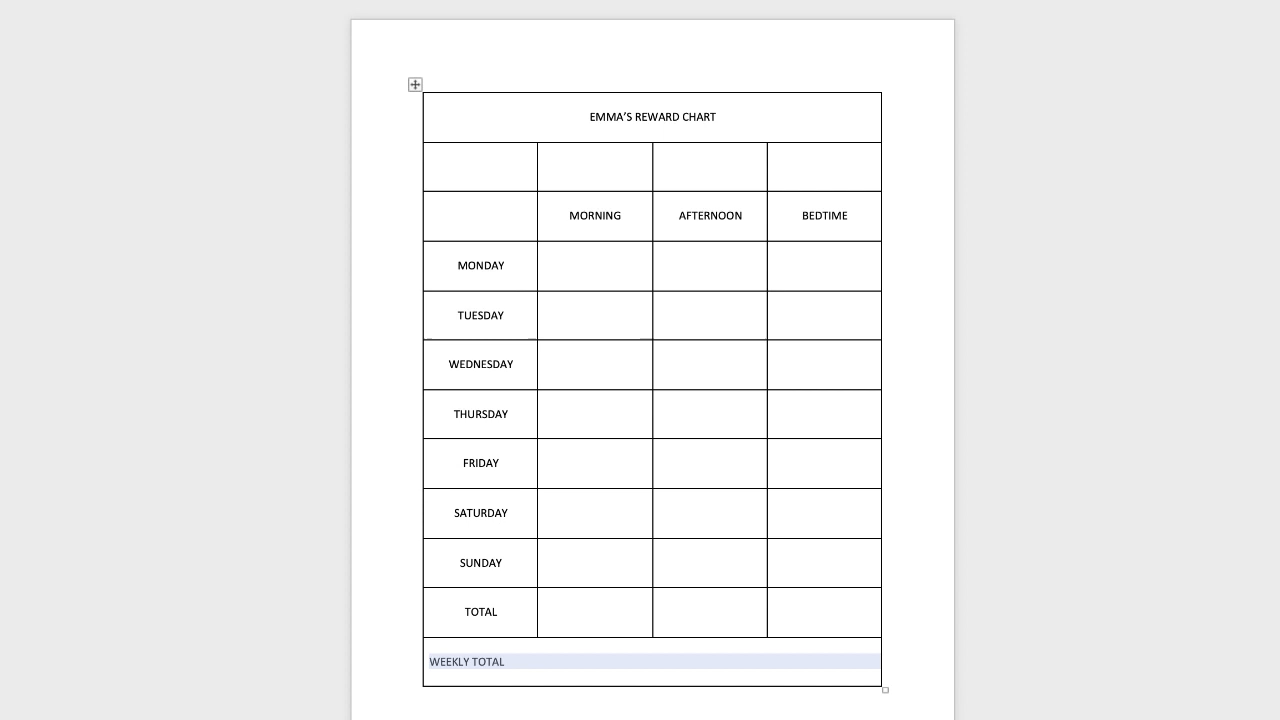 EMMA’S REWARD CHART
MORNING AFTERNOON BEDTIME
MONDAY
TUESDAY
WEDNESDAY
THURSDAY
FRIDAY
SATURDAY
SUNDAY
TOTAL
WEEKLY TOTAL